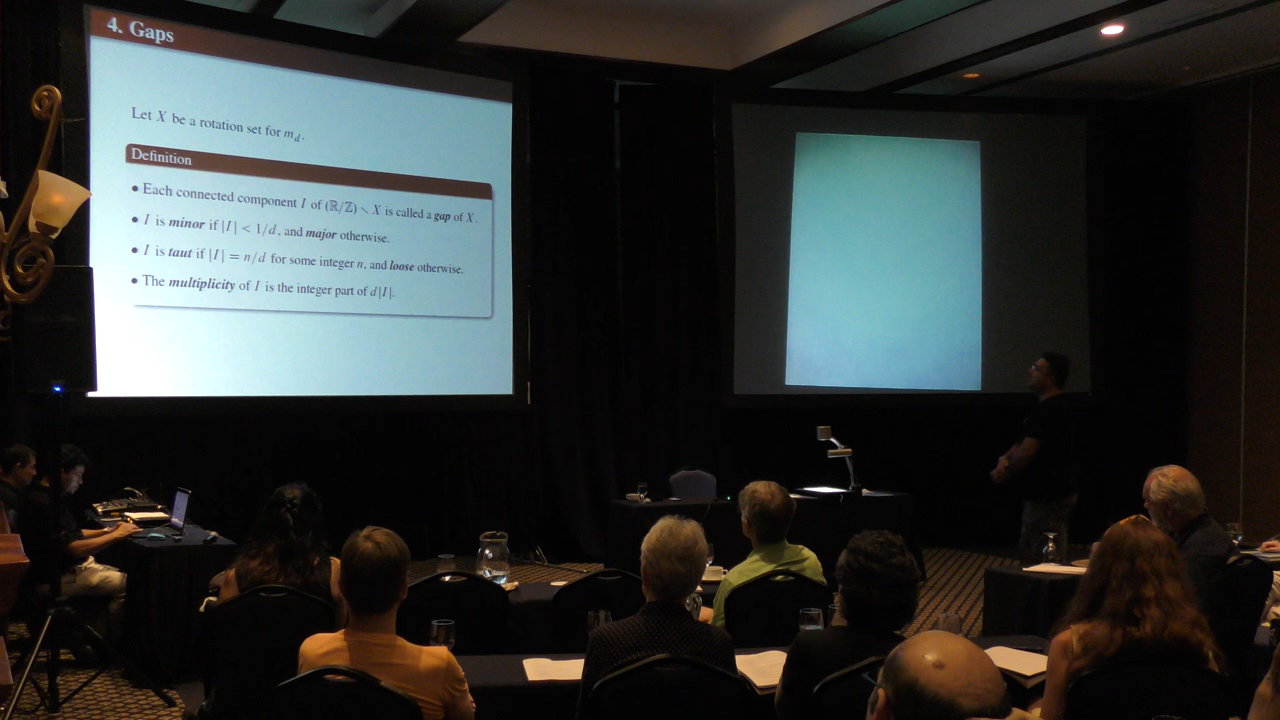 4. Gaps
Let X be a rotation set for m_d.
Definition
• Each connected component I of (ℝ/ℤ) ∖ X is called a gap of X.
• I is minor if |I| < 1/d, and major otherwise.
• I is taut if |I| = n/d for some integer n, and loose otherwise.
• The multiplicity of I is the integer part of d|I|.